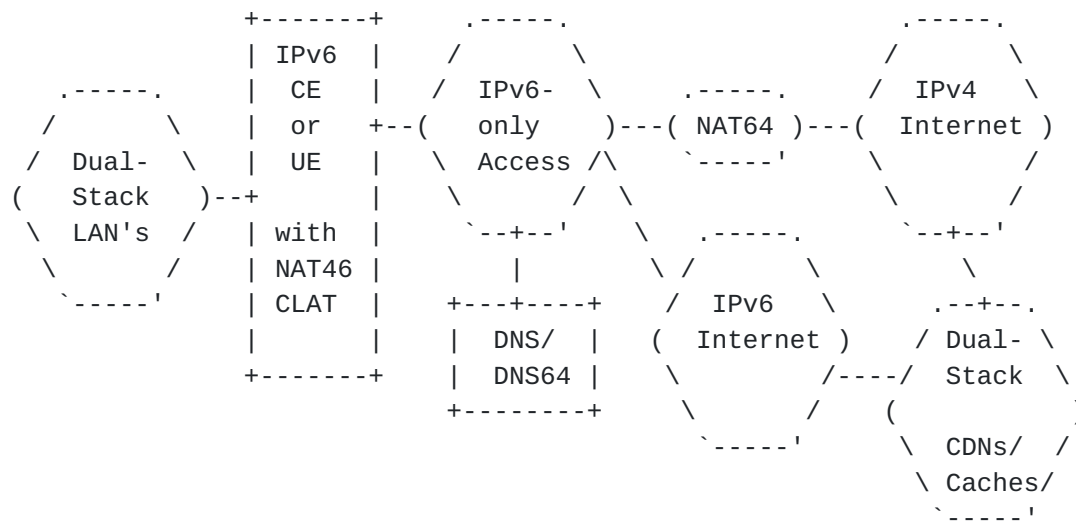 IPv6
CE
or
UE
with
NAT46
CLAT
Dual-
Stack
LAN's
IPv6-
only
Access
NAT64
IPv4
Internet
DNS/
DNS64
IPv6
Internet
Dual-
Stack
CDNs/
Caches